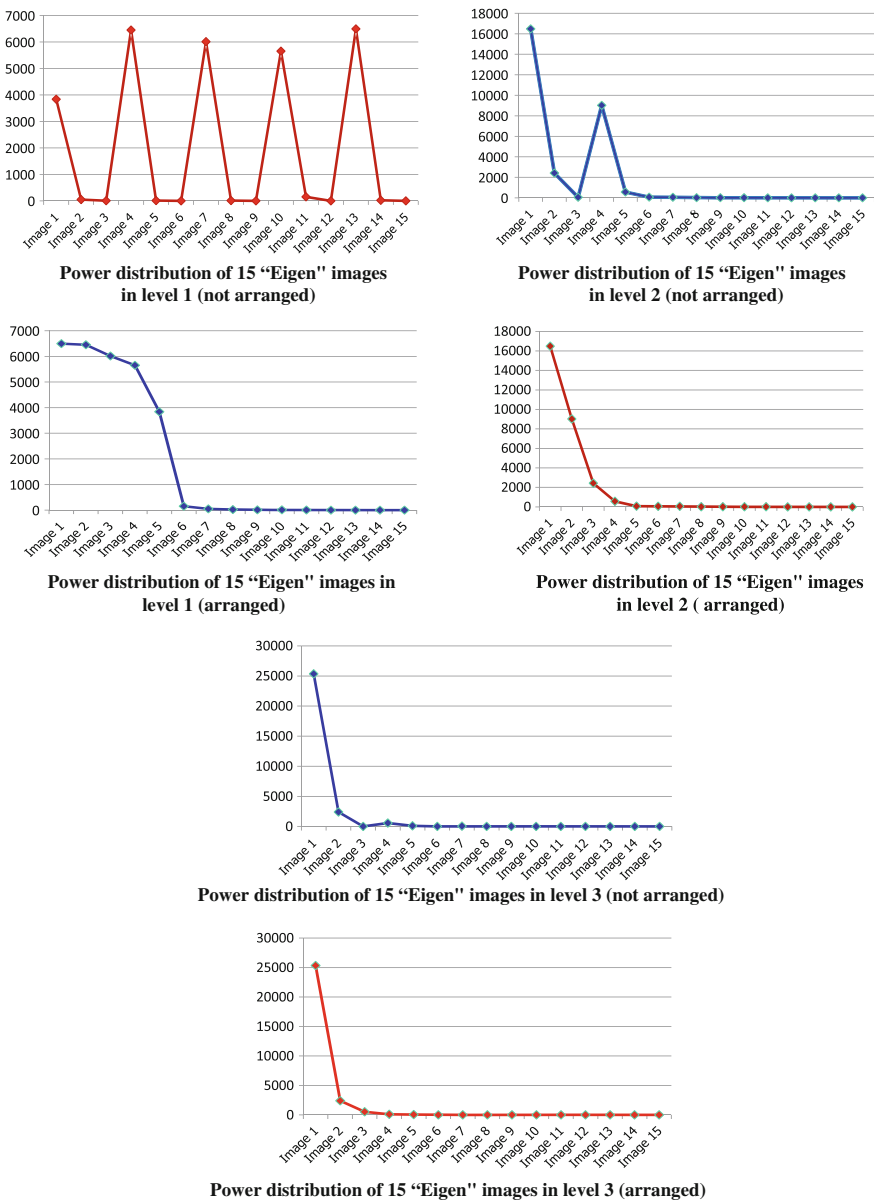 7000
6000
5000
4000
3000
2000
1000
0
Image 1
Image 2
Image 3
Image 4
Image 5
Image 6
Image 7
Image 8
Image 9
Image 10
Image 11
Image 12
Image 13
Image 14
Image 15
Power distribution of 15 “Eigen" images
in level 1 (not arranged)
18000
16000
14000
12000
10000
8000
6000
4000
2000
0
Image 1
Image 2
Image 3
Image 4
Image 5
Image 6
Image 7
Image 8
Image 9
Image 10
Image 11
Image 12
Image 13
Image 14
Image 15
Power distribution of 15 “Eigen" images
in level 2 (not arranged)
7000
6000
5000
4000
3000
2000
1000
0
Image 1
Image 2
Image 3
Image 4
Image 5
Image 6
Image 7
Image 8
Image 9
Image 10
Image 11
Image 12
Image 13
Image 14
Image 15
Power distribution of 15 “Eigen" images in
level 1 (arranged)
18000
16000
14000
12000
10000
8000
6000
4000
2000
0
Image 1
Image 2
Image 3
Image 4
Image 5
Image 6
Image 7
Image 8
Image 9
Image 10
Image 11
Image 12
Image 13
Image 14
Image 15
Power distribution of 15 “Eigen" images
in level 2 ( arranged)
30000
25000
20000
15000
10000
5000
0
Image 1
Image 2
Image 3
Image 4
Image 5
Image 6
Image 7
Image 8
Image 9
Image 10
Image 11
Image 12
Image 13
Image 14
Image 15
Power distribution of 15 “Eigen" images in level 3 (not arranged)
30000
25000
20000
15000
10000
5000
0
Image 1
Image 2
Image 3
Image 4
Image 5
Image 6
Image 7
Image 8
Image 9
Image 10
Image 11
Image 12
Image 13
Image 14
Image 15
Power distribution of 15 “Eigen" images in level 3 (arranged)